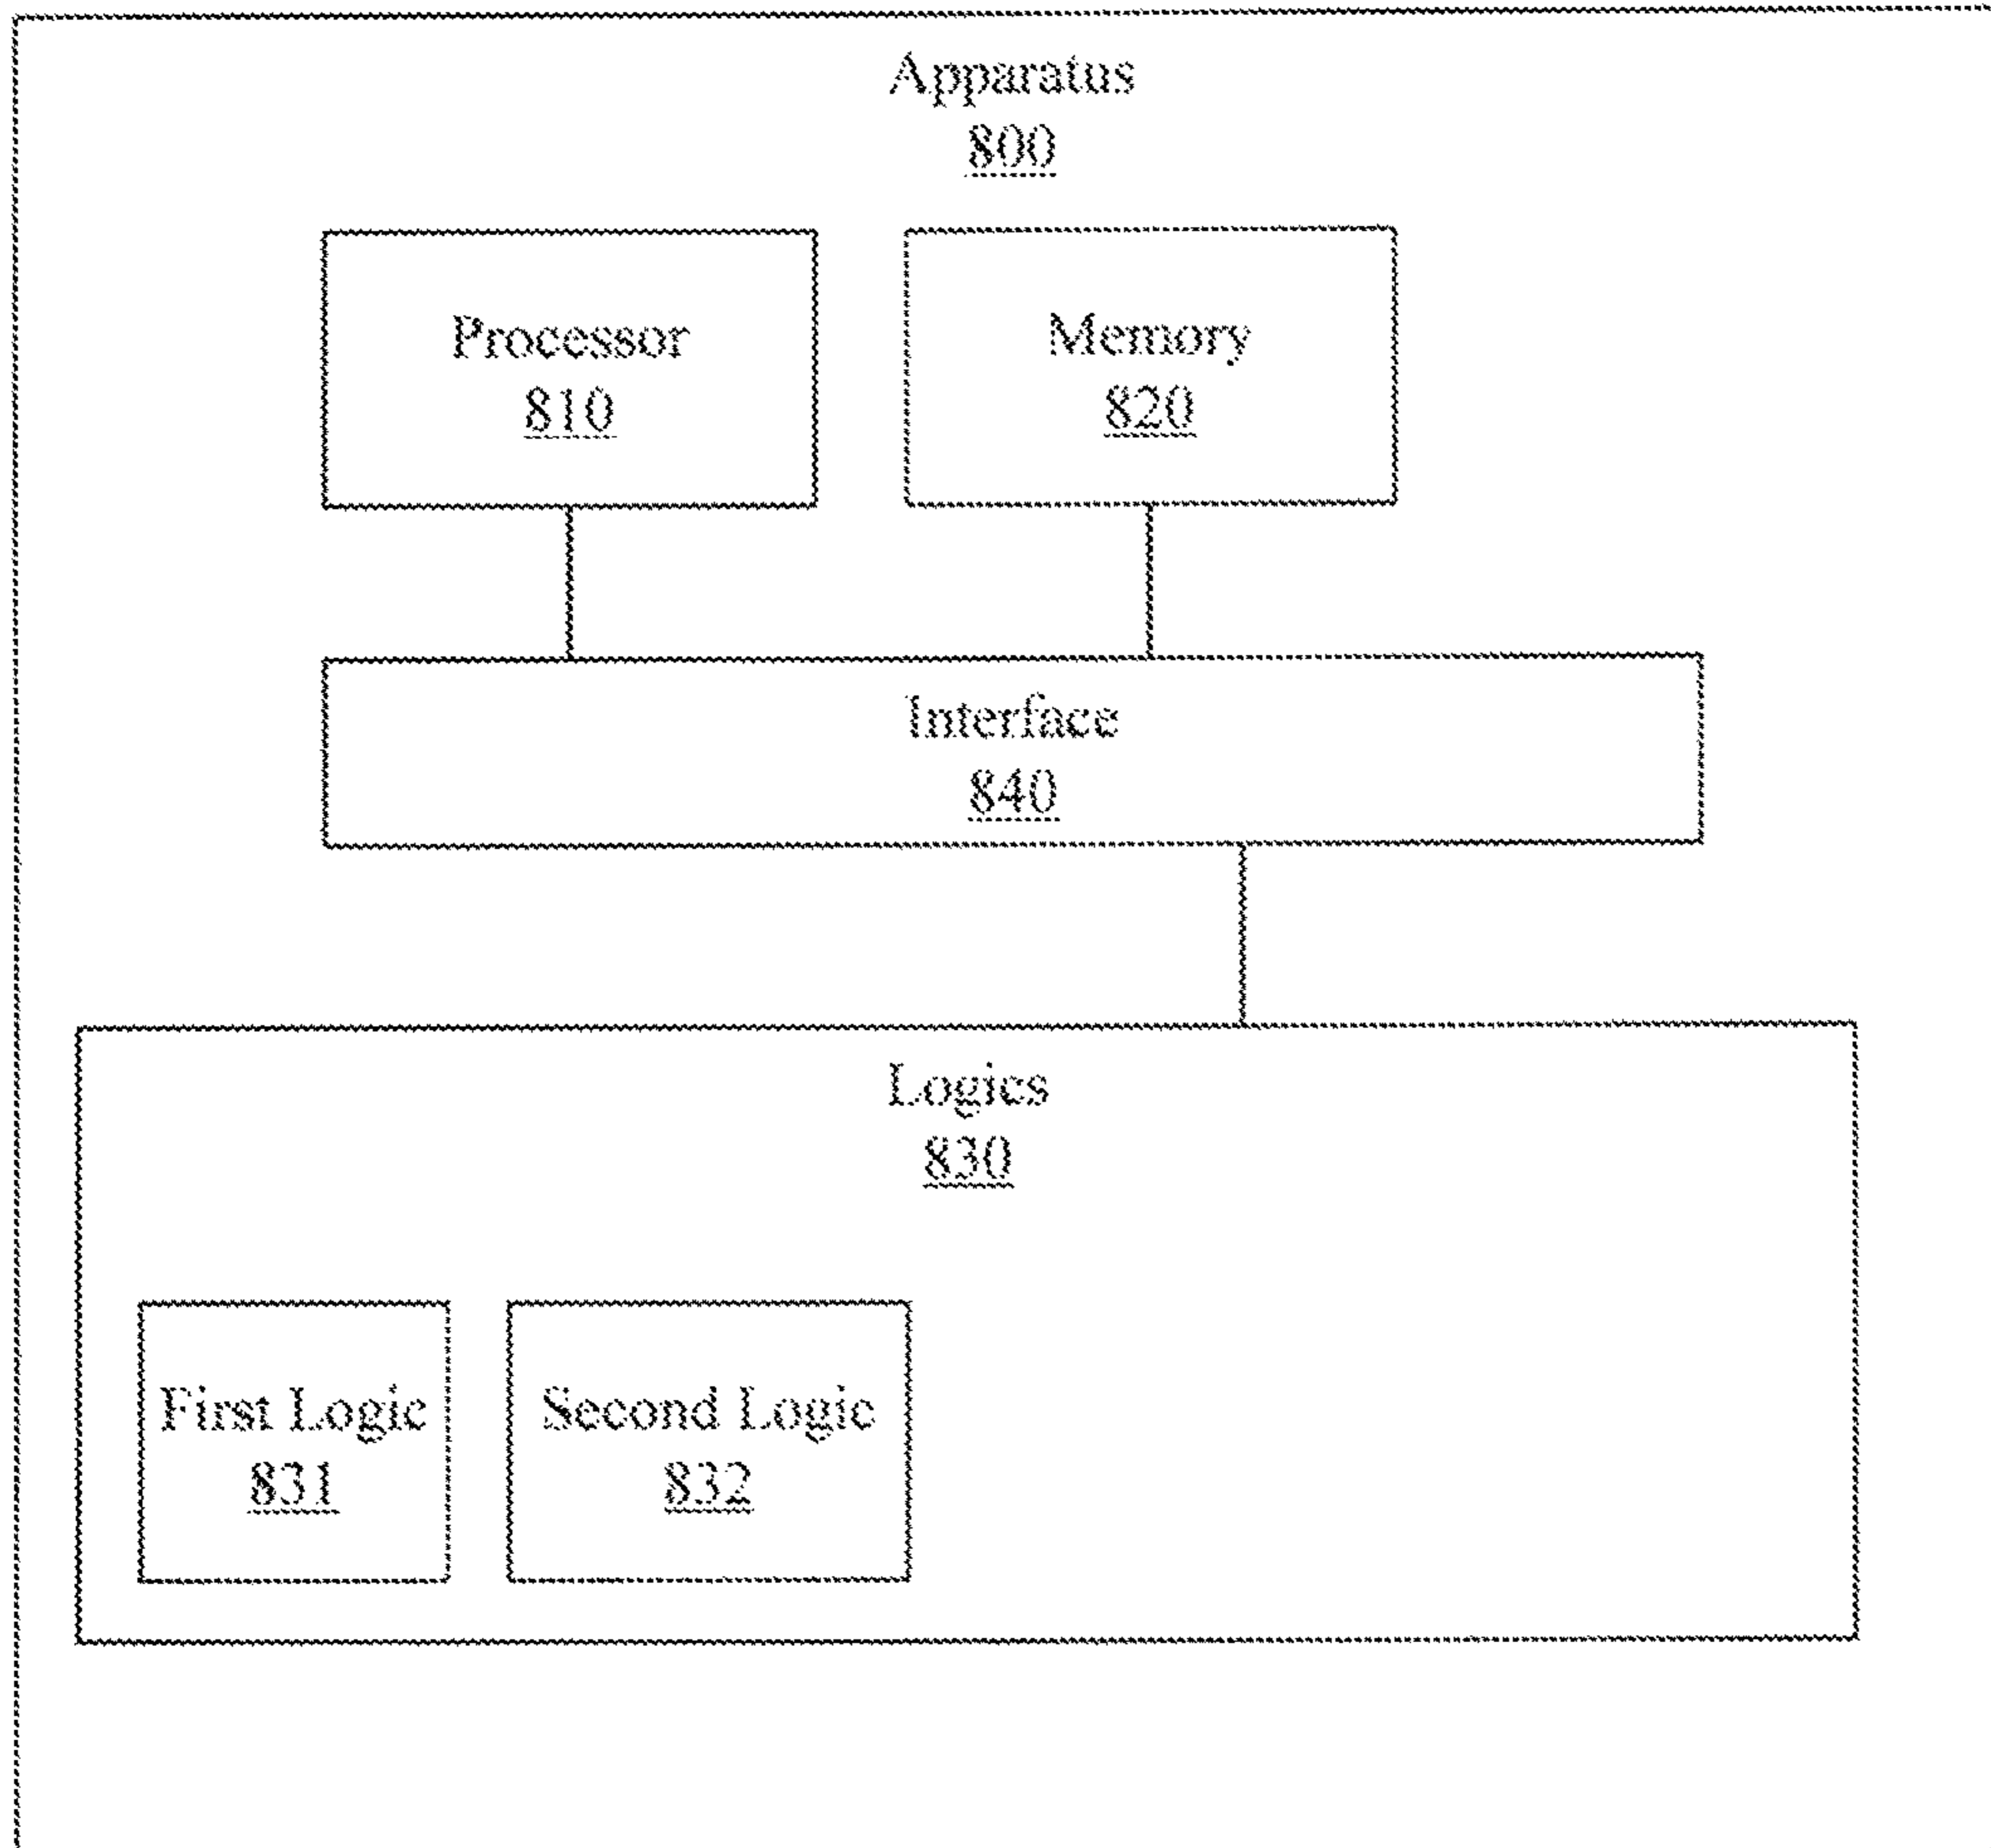 Apparatus
800
Processor
810
Memory
820
Interface
840
Logics
830
First Logic
831
Second Logic
832